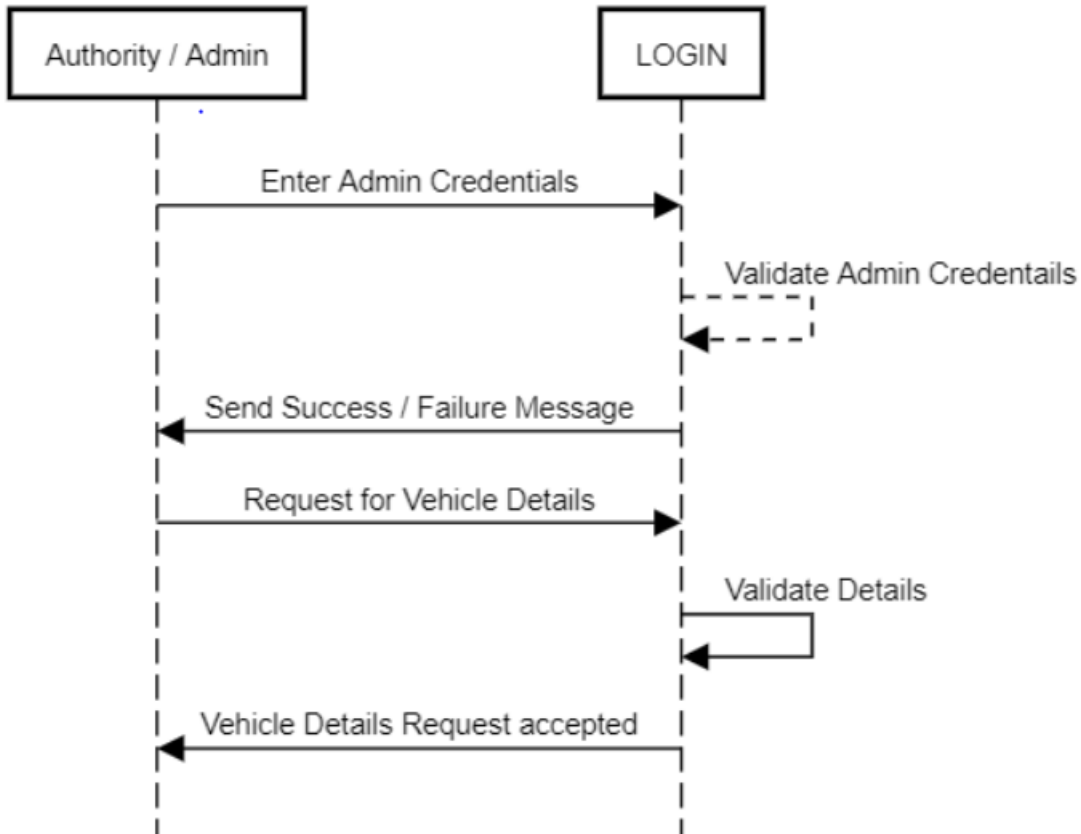 Authority / Admin
LOGIN
Enter Admin Credentials
Validate Admin Credentails
Send Success / Failure Message
Request for Vehicle Details
Validate Details
Vehicle Details Request accepted